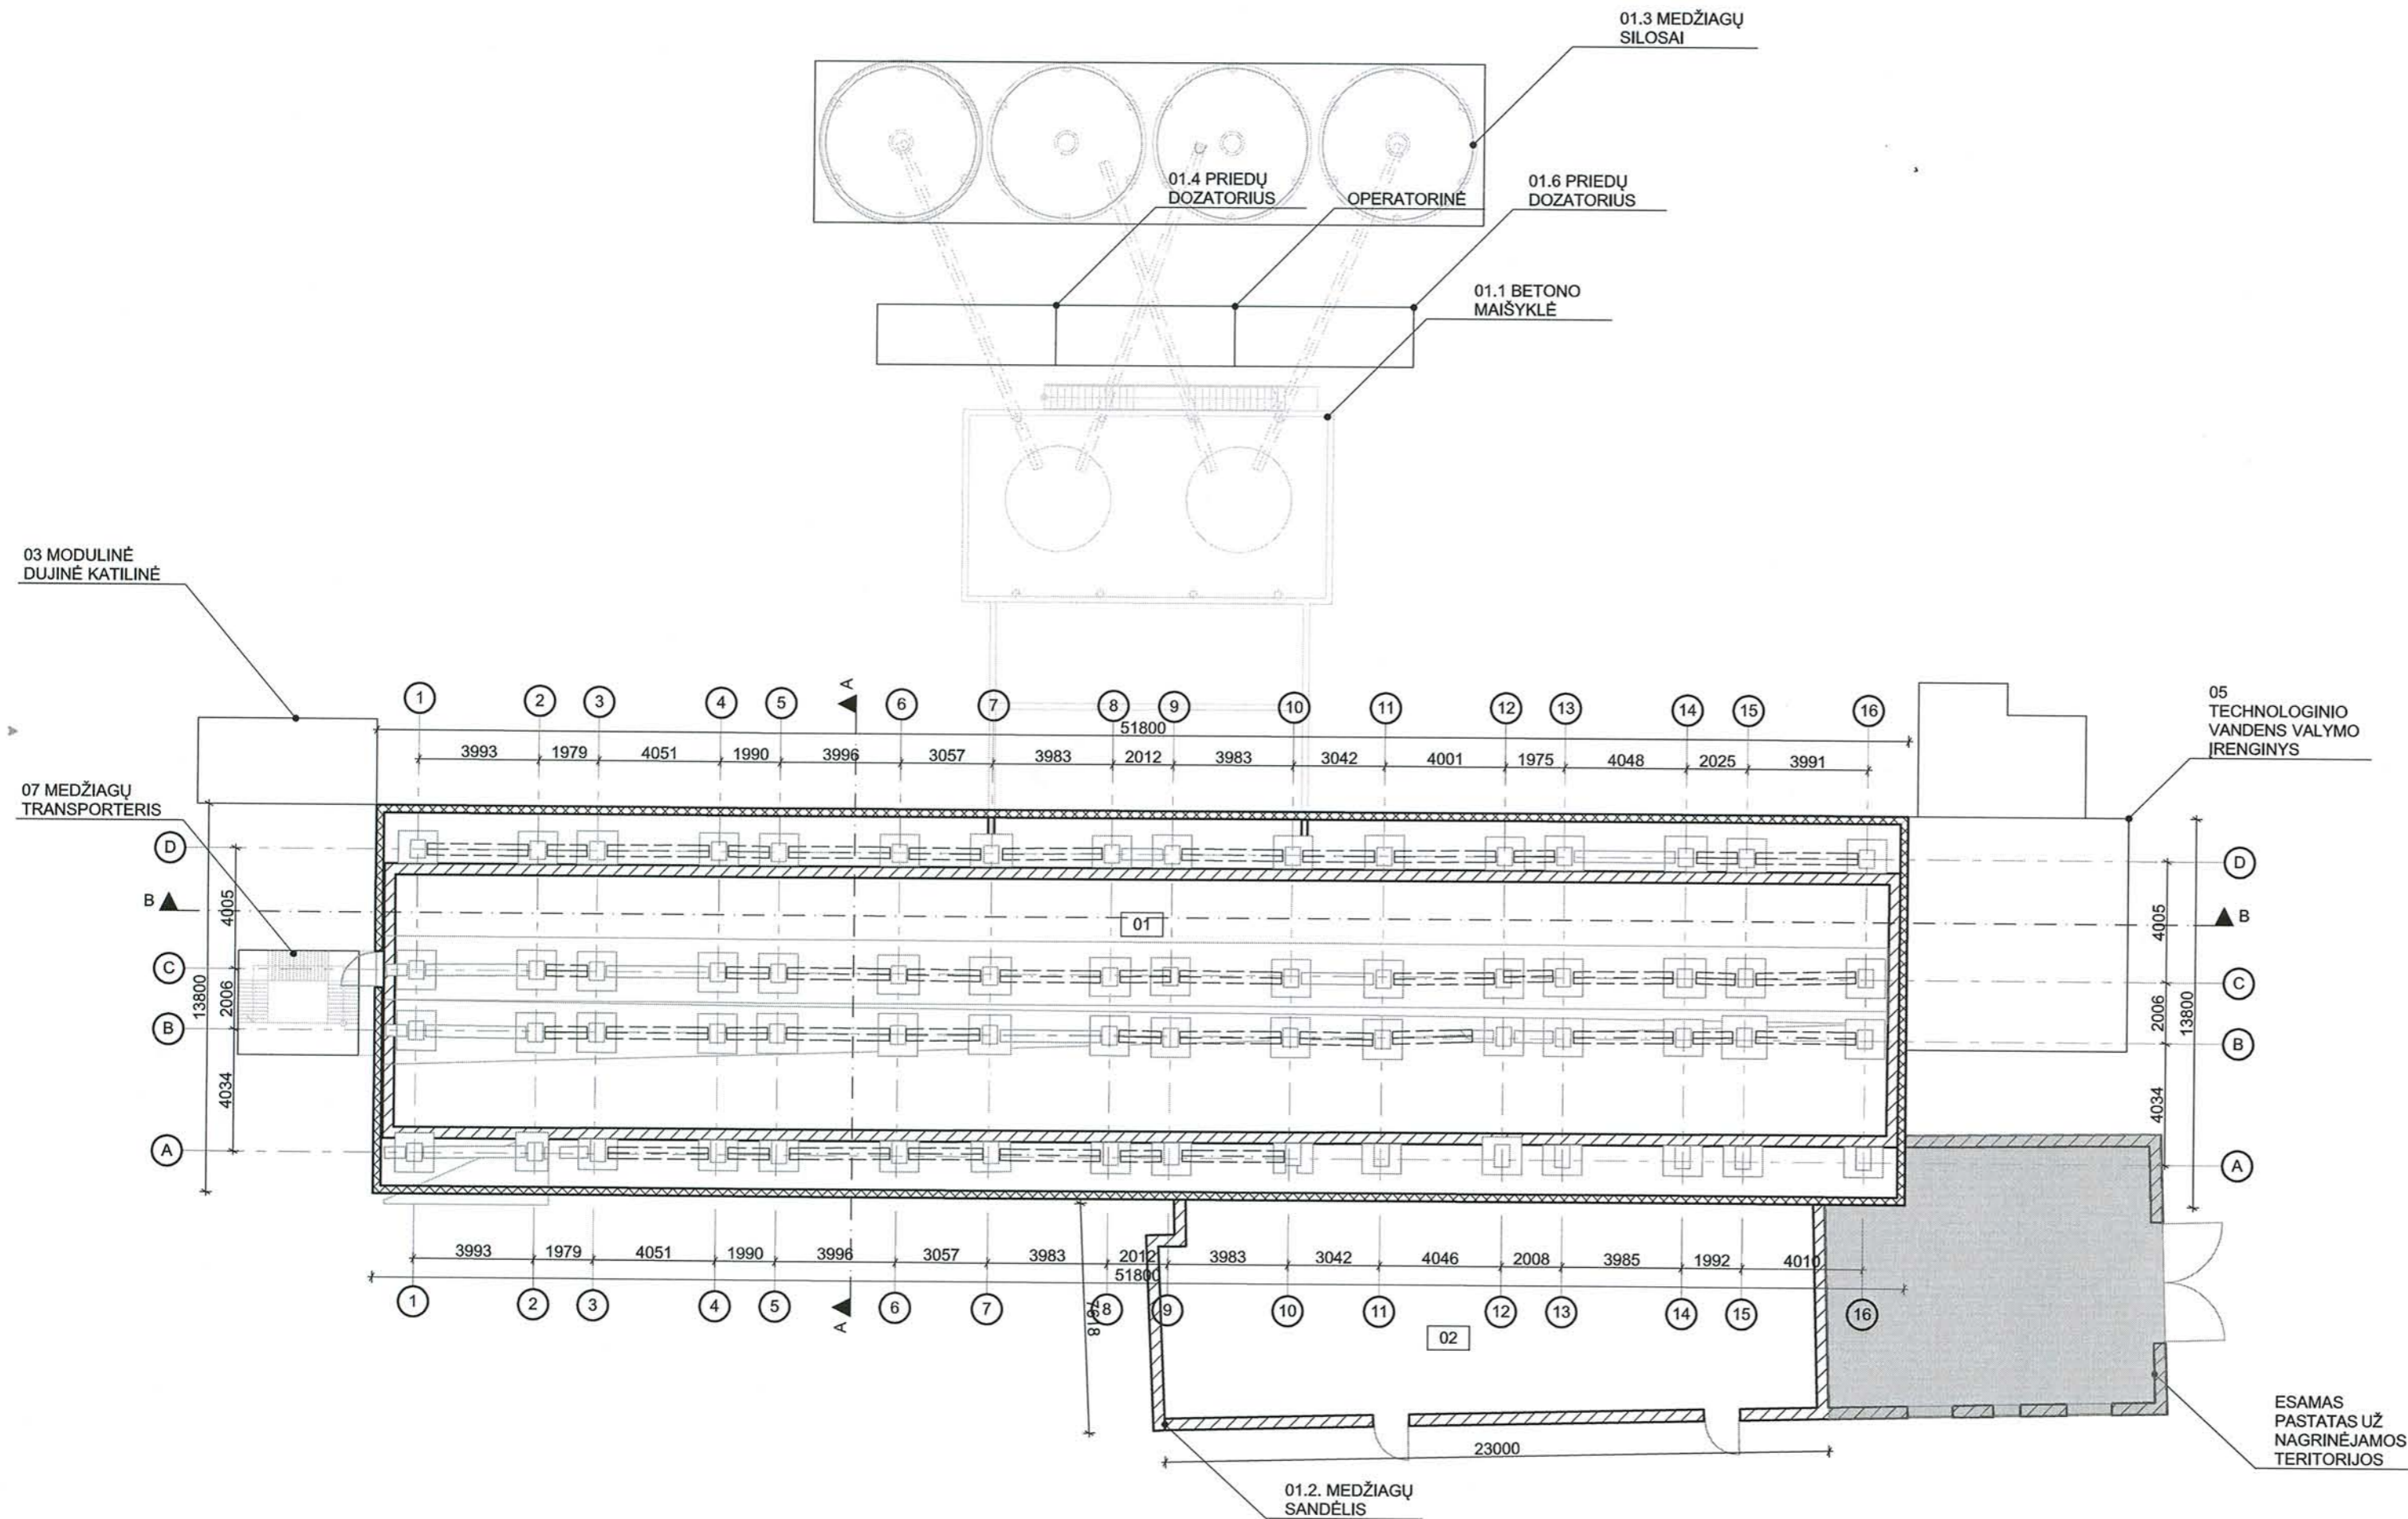 01.3 MEDŽIAGŲ
SILOSAI
01.4 PRIEDŲ
DOZATORIUS
OPERATORINĖ
01.6 PRIEDŲ
DOZATORIUS
01.1 BETONO
MAIŠYKLĖ
03 MODULINĖ
DUJINĖ KATILINĖ
07 MEDŽIAGŲ
TRANSPORTERIS
05
TECHNOLOGINIO
VANDENS VALYMO
ĮRENGINYS
1 2 3 4 5 A 6 7 8 9 10 11 12 13 14 15 16
51800
3993 1979 4051 1990 3996 3057 3983 2012 3983 3042 4001 1975 4048 2025 3991
D D
B B
4005 4005
01
C C
13800 2006 2006 13800
B B
4034 4034
A A
3993 1979 4051 1990 3996 3057 3983 2012 3983 3042 4046 2008 3985 1992 4010
51800
1 2 3 4 5 A 6 7 8 9 10 11 12 13 14 15 16
02
23000
01.2. MEDŽIAGŲ
SANDĖLIS
ESAMAS
PASTATAS UŽ
NAGRINĖJAMOS
TERITORIJOS